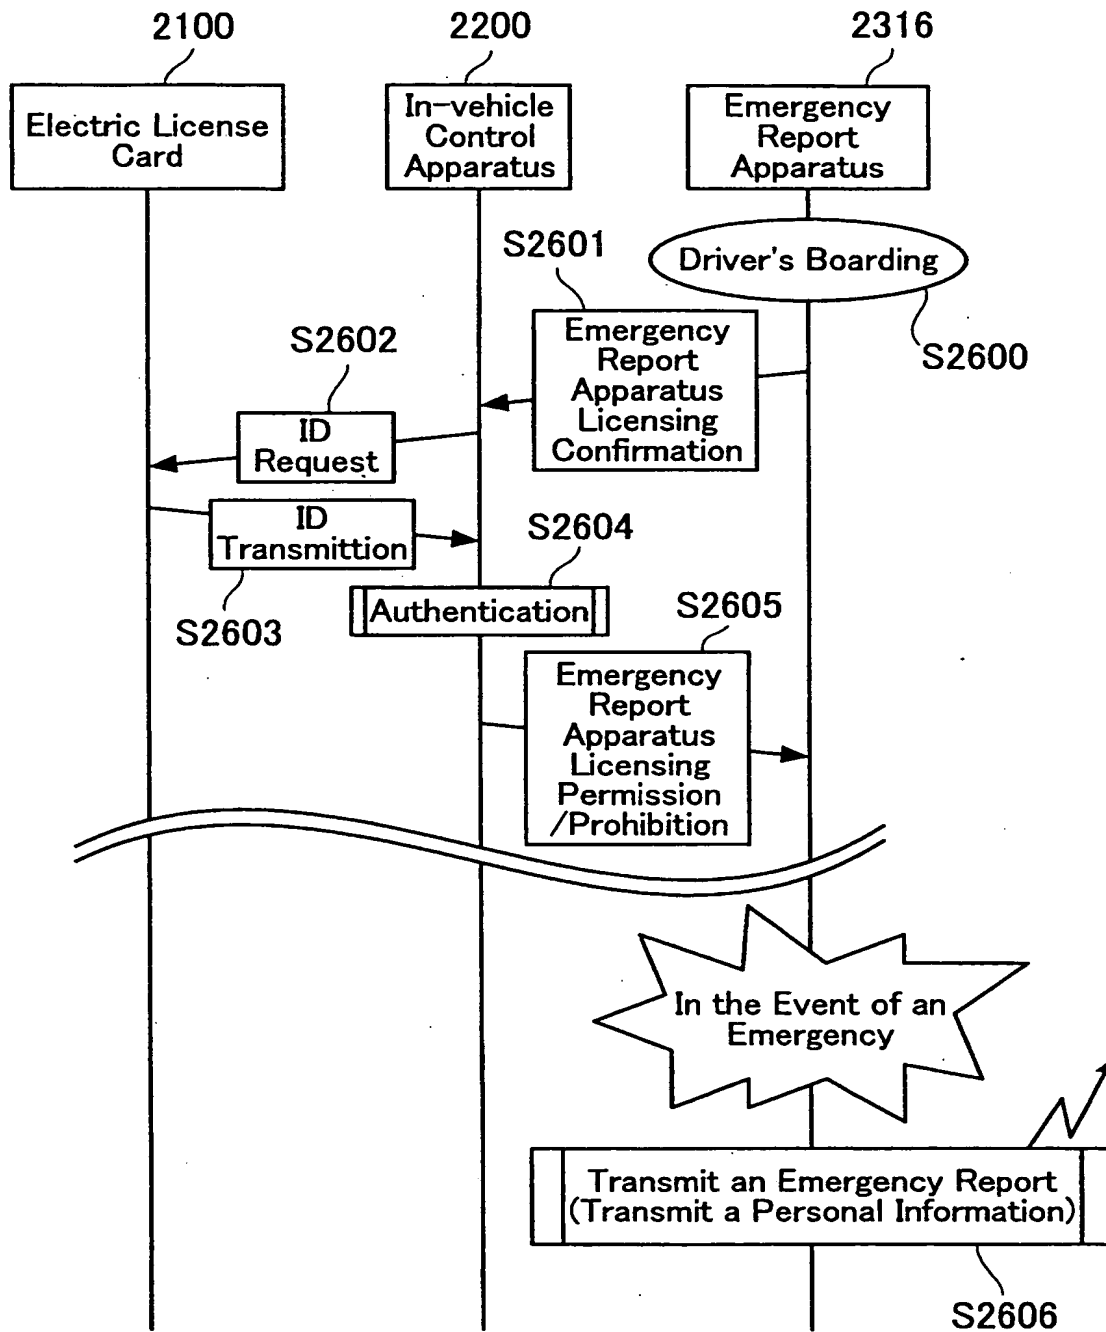 2100
2200
2316
Electric License
Card
In-vehicle
Control
Apparatus
Emergency
Report
Apparatus
Driver's Boarding
S2600
S2601
Emergency
Report
Apparatus
Licensing
Confirmation
S2602
ID
Request
ID
Transmittion
S2603
S2604
Authentication
S2605
Emergency
Report
Apparatus
Licensing
Permission
/Prohibition
In the Event of an
Emergency
Transmit an Emergency Report
(Transmit a Personal Information)
S2606